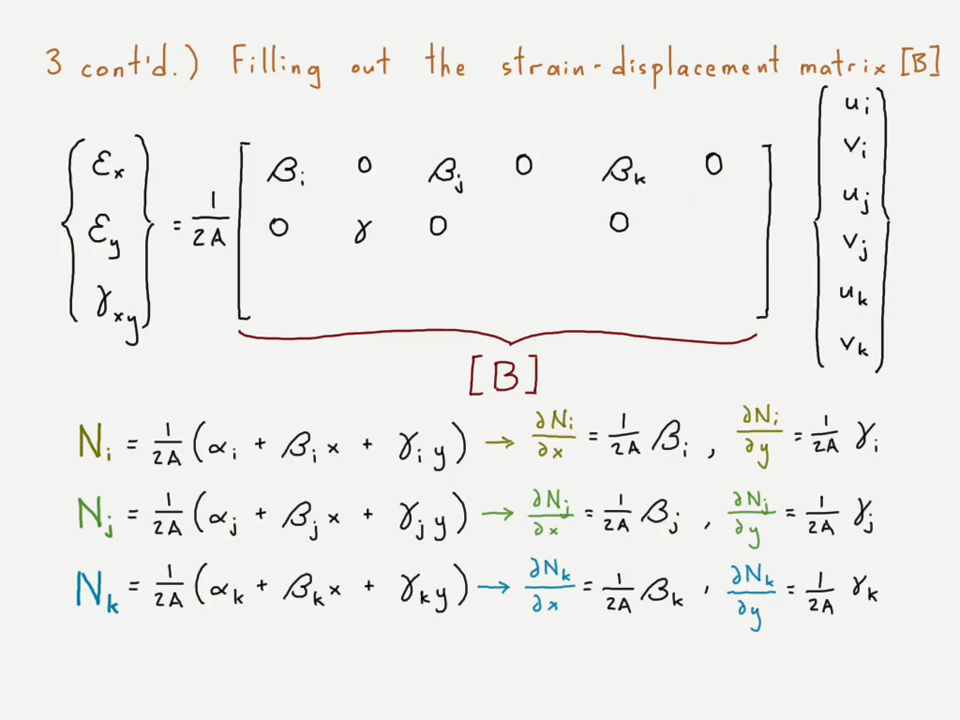 3 cont'd.) Filling out the strain-displacement matrix [B]
{εx εy γxy} = 1/2A [βi 0 βj 0 βk 0
0 γ 0 0] {ui vi uj vj uk vk}
[B]
Ni = 1/2A (αi + βi x + γi y) → ∂Ni/∂x = 1/2A βi , ∂Ni/∂y = 1/2A γi
Nj = 1/2A (αj + βj x + γj y) → ∂Nj/∂x = 1/2A βj , ∂Nj/∂y = 1/2A γj
Nk = 1/2A (αk + βk x + γk y) → ∂Nk/∂x = 1/2A βk , ∂Nk/∂y = 1/2A γk